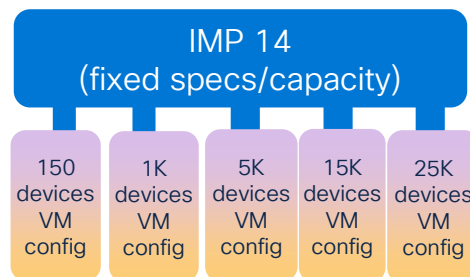 IMP 14
(fixed specs/capacity)
150
devices
VM
config
1K
devices
VM
config
5K
devices
VM
config
15K
devices
VM
config
25K
devices
VM
config